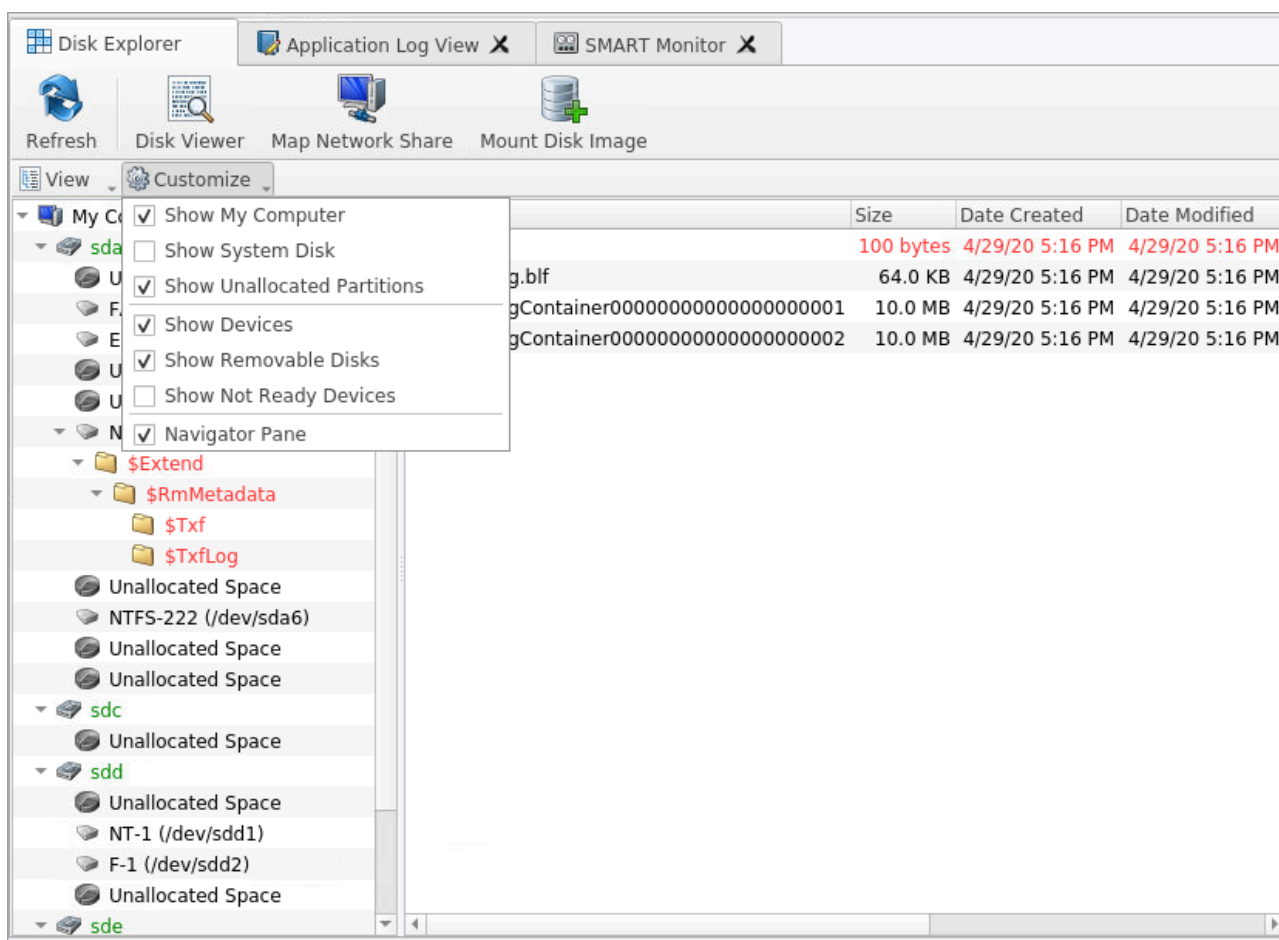 Disk Explorer Application Log View SMART Monitor
Refresh Disk Viewer Map Network Share Mount Disk Image
View Customize
My Co Size Date Created Date Modified
Show My Computer
sda 100 bytes 4/29/20 5:16 PM 4/29/20 5:16 PM
Show System Disk
U g.blf 64.0 KB 4/29/20 5:16 PM 4/29/20 5:16 PM
Show Unallocated Partitions
F gContainer00000000000000000001 10.0 MB 4/29/20 5:16 PM 4/29/20 5:16 PM
Show Devices
E gContainer00000000000000000002 10.0 MB 4/29/20 5:16 PM 4/29/20 5:16 PM
Show Removable Disks
U
Show Not Ready Devices
U
Navigator Pane
N
$Extend
$RmMetadata
$Txf
$TxfLog
Unallocated Space
NTFS-222 (/dev/sda6)
Unallocated Space
Unallocated Space
sdc
Unallocated Space
sdd
Unallocated Space
NT-1 (/dev/sdd1)
F-1 (/dev/sdd2)
Unallocated Space
sde